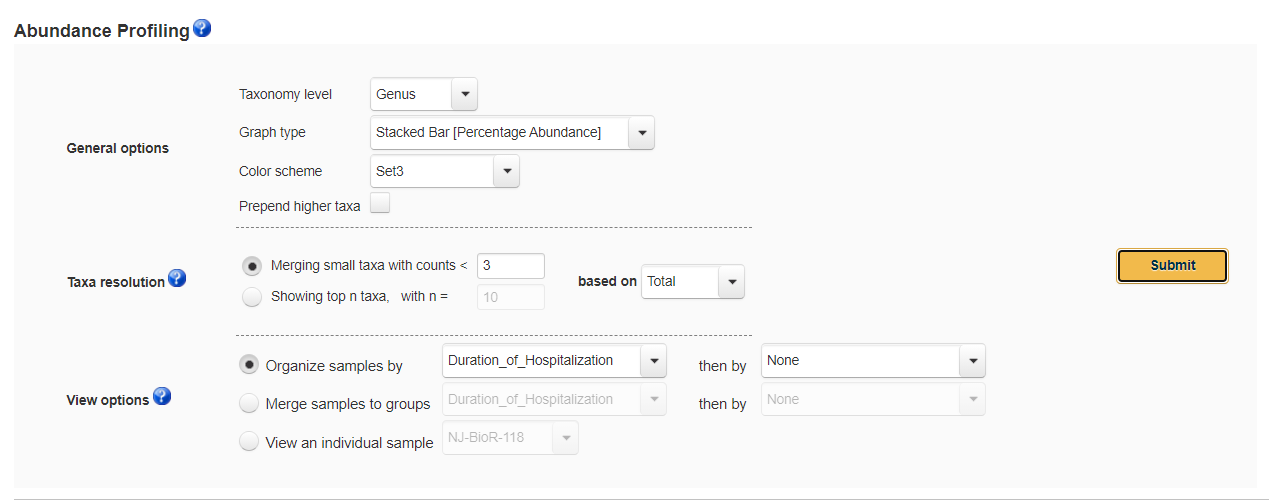 Abundance Profiling ?
General options
Taxonomy level Genus
Graph type Stacked Bar [Percentage Abundance]
Color scheme Set3
Prepend higher taxa
Taxa resolution ?
Merging small taxa with counts < 3
Showing top n taxa, with n = 10
based on Total
Submit
View options ?
Organize samples by Duration_of_Hospitalization then by None
Merge samples to groups Duration_of_Hospitalization then by None
View an individual sample NJ-BioR-118